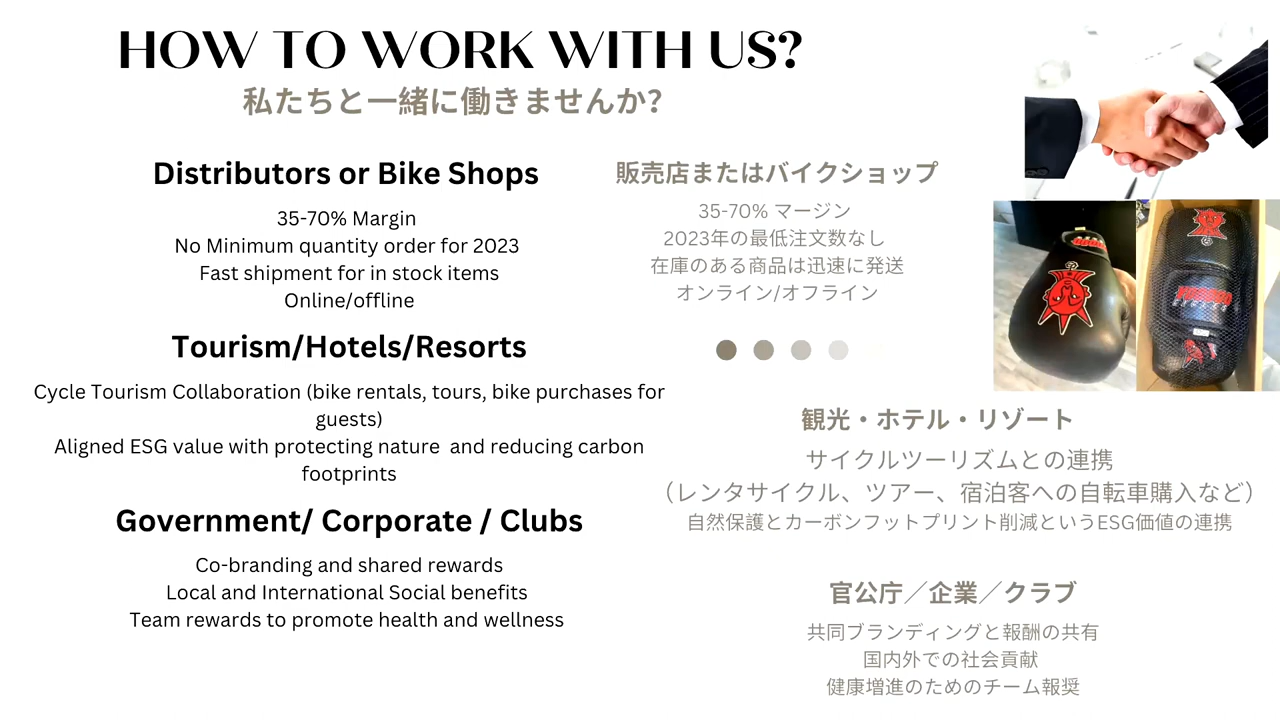 HOW TO WORK WITH US?
私たちと一緒に働きませんか?
Distributors or Bike Shops
35-70% Margin
No Minimum quantity order for 2023
Fast shipment for in stock items
Online/offline
販売店またはバイクショップ
35-70% マージン
2023年の最低注文数なし
在庫のある商品は迅速に発送
オンライン/オフライン
Tourism/Hotels/Resorts
Cycle Tourism Collaboration (bike rentals, tours, bike purchases for
guests)
Aligned ESG value with protecting nature and reducing carbon
footprints
観光・ホテル・リゾート
サイクルツーリズムとの連携
（レンタサイクル、ツアー、宿泊客への自転車購入など）
自然保護とカーボンフットプリント削減というESG価値の連携
Government/ Corporate / Clubs
Co-branding and shared rewards
Local and International Social benefits
Team rewards to promote health and wellness
官公庁／企業／クラブ
共同ブランディングと報酬の共有
国内外での社会貢献
健康増進のためのチーム報奨